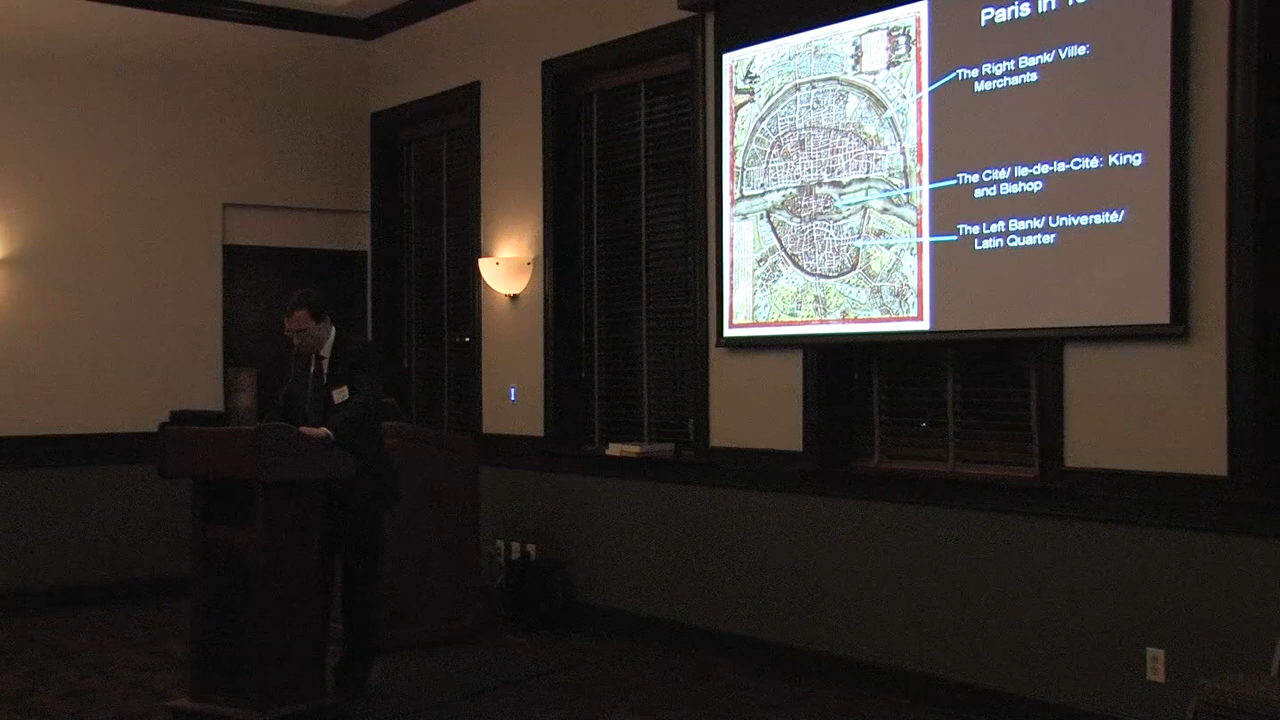 Paris in
The Right Bank/ Ville:
Merchants
The Cité/ Ile-de-la-Cité: King
and Bishop
The Left Bank/ Université/
Latin Quarter